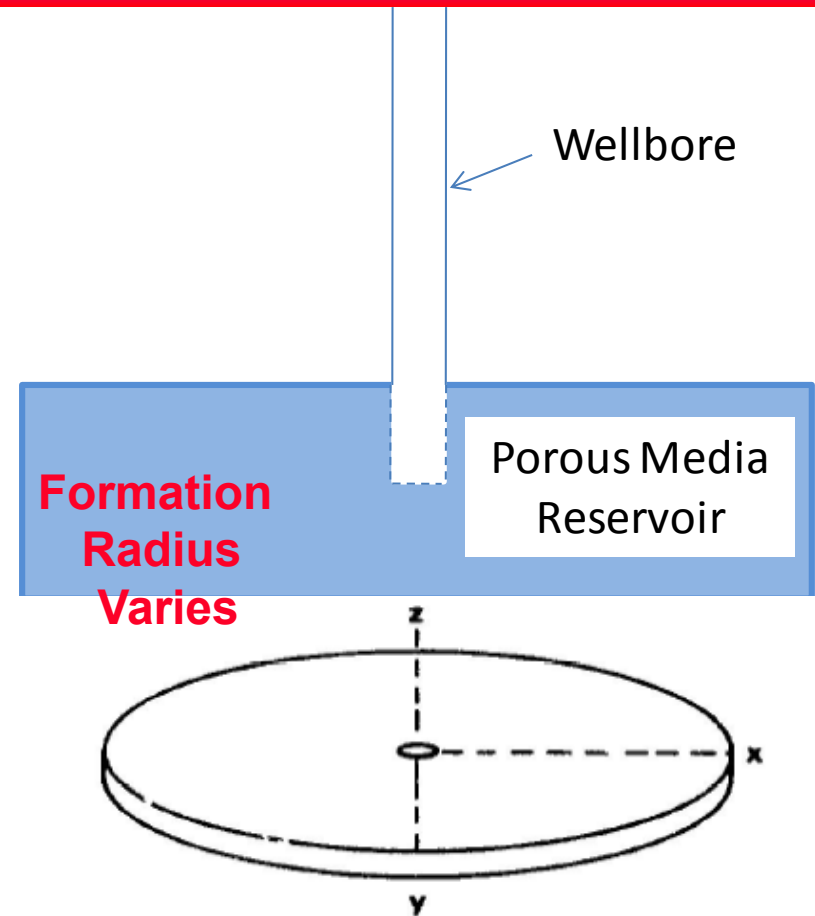 Wellbore
Porous Media
Reservoir
Formation
Radius
Varies
z
x
y